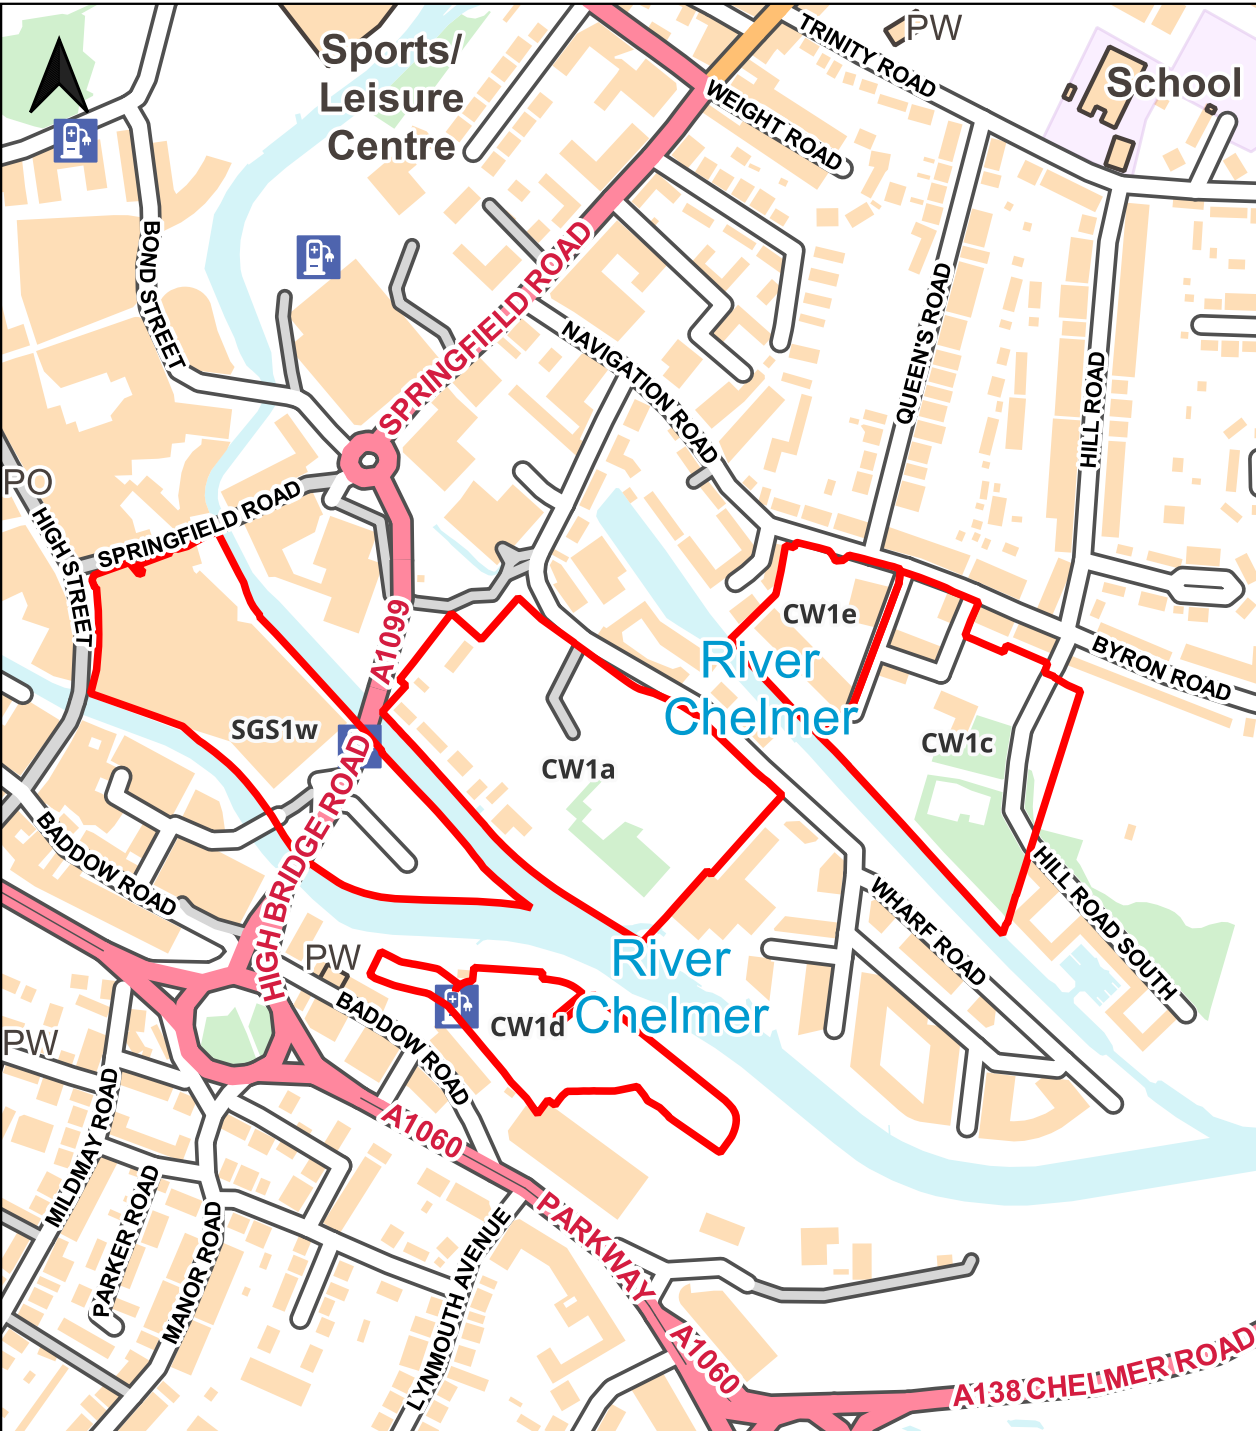 Sports/
Leisure
Centre
PW
TRINITY ROAD
School
WEIGHT ROAD
BOND STREET
SPRINGFIELD ROAD
NAVIGATION ROAD
QUEEN'S ROAD
HILL ROAD
PO
HIGH STREET
SPRINGFIELD ROAD
A1099
CW1e
River
Chelmer
BYRON ROAD
SGS1w
CW1a
CW1c
HIGH BRIDGE ROAD
BADDOW ROAD
HILL ROAD SOUTH
WHARF ROAD
PW
River
Chelmer
CW1d
BADDOW ROAD
PW
A1060
MILDMAY ROAD
PARKER ROAD
MANOR ROAD
LYNMOUTH AVENUE
PARKWAY
A1060
A138 CHELMER ROAD